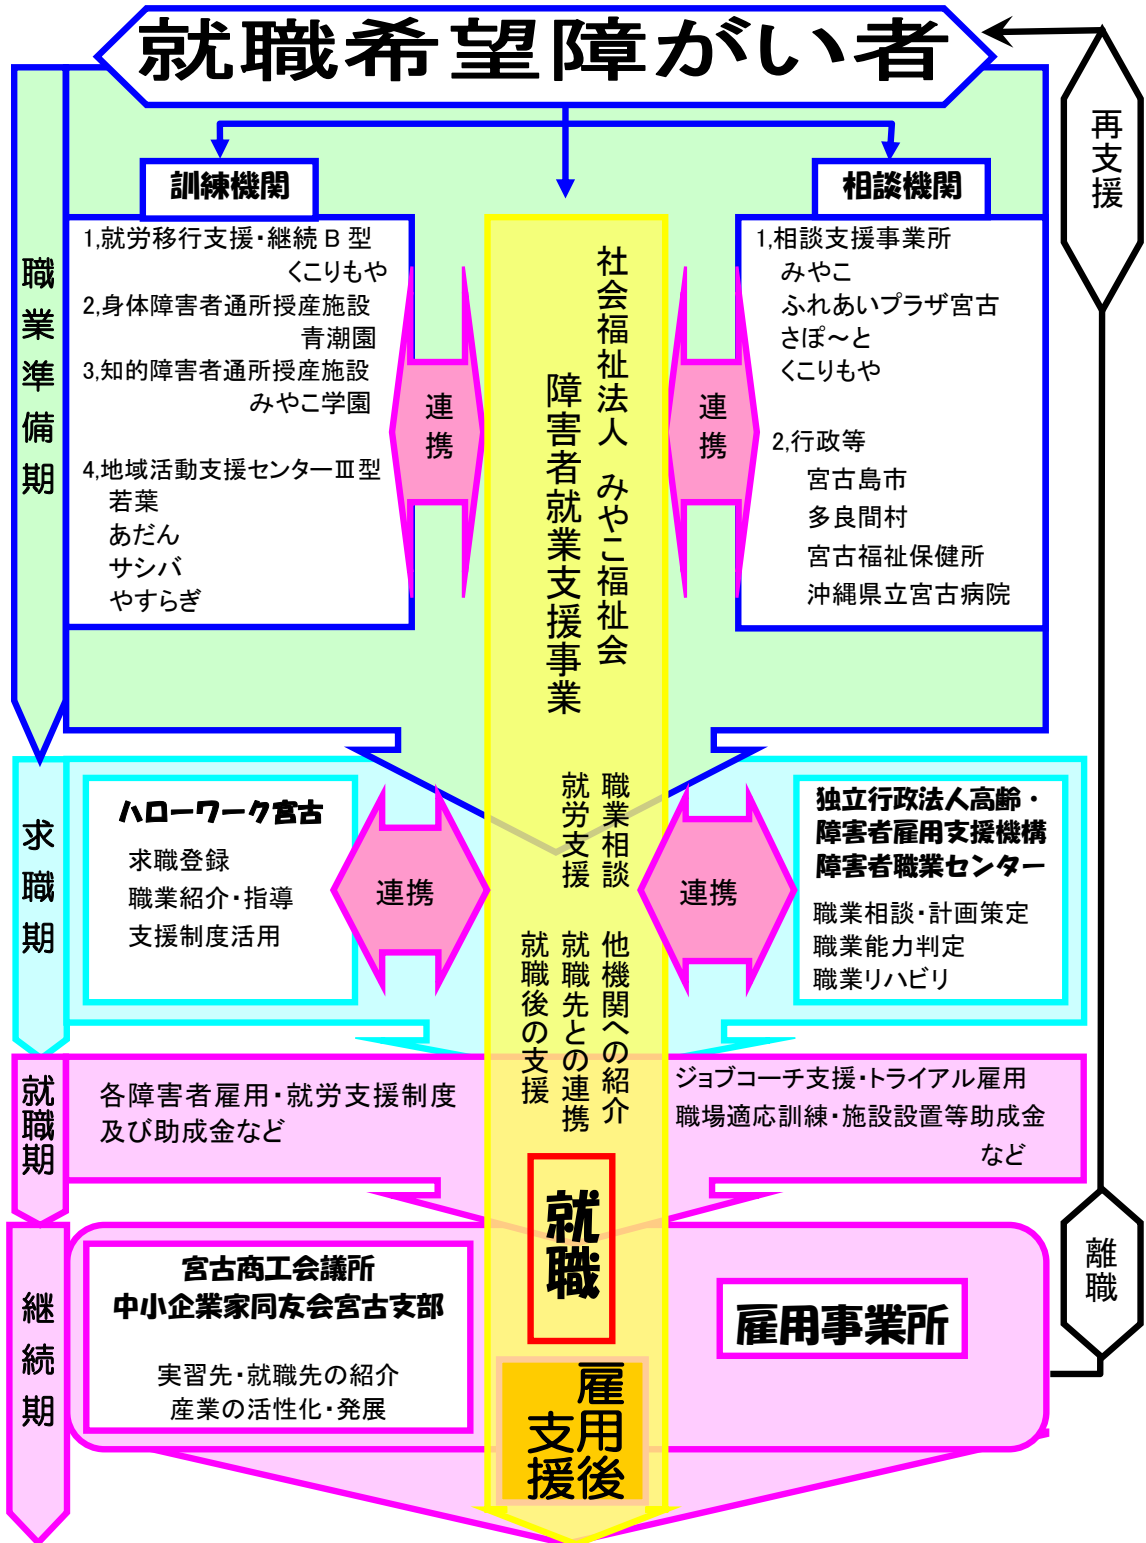 就職希望障がい者
再支援
職業準備期
訓練機関
1,就労移行支援・継続B型
くこりもや
2,身体障害者通所授産施設
青潮園
3,知的障害者通所授産施設
みやこ学園
4,地域活動支援センターⅢ型
若葉
あだん
サシバ
やすらぎ
連携
社会福祉法人 みやこ福祉会
障害者就業支援事業
連携
相談機関
1,相談支援事業所
みやこ
ふれあいプラザ宮古
さぽ～と
くこりもや
2,行政等
宮古島市
多良間村
宮古福祉保健所
沖縄県立宮古病院
求職期
ハローワーク宮古
求職登録
職業紹介・指導
支援制度活用
連携
職業相談
就労支援
他機関への紹介
就職先との連携
就職後の支援
連携
独立行政法人高齢・
障害者雇用支援機構
障害者職業センター
職業相談・計画策定
職業能力判定
職業リハビリ
就職期
各障害者雇用・就労支援制度
及び助成金など
ジョブコーチ支援・トライアル雇用
職場適応訓練・施設設置等助成金
など
就職
離職
継続期
宮古商工会議所
中小企業家同友会宮古支部
実習先・就職先の紹介
産業の活性化・発展
雇用事業所
雇用後
支援